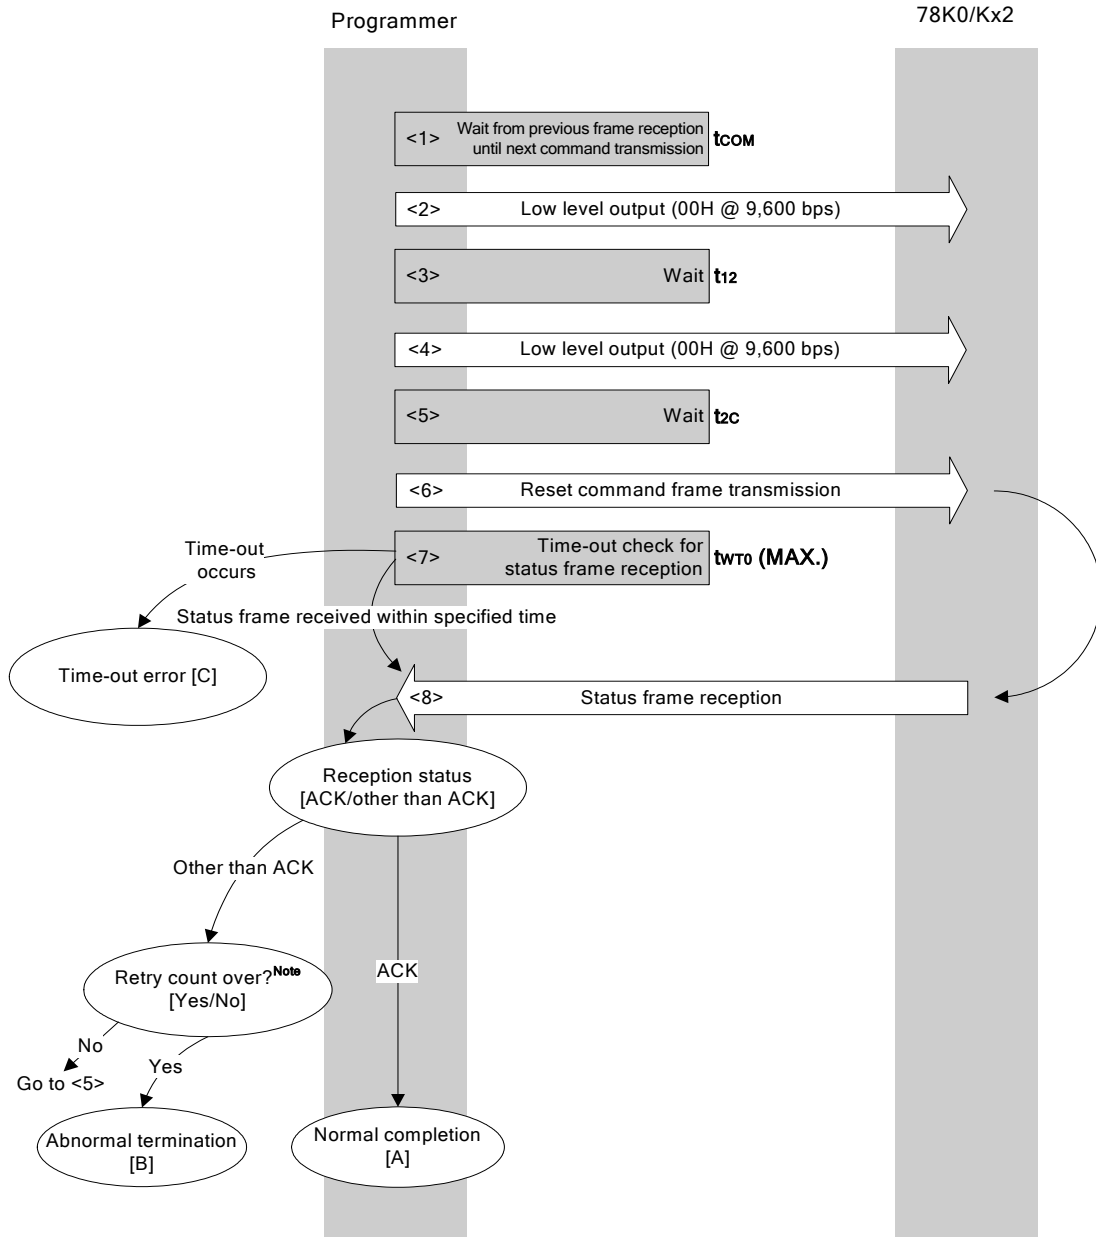 Programmer
78K0/Kx2
<1> Wait from previous frame reception
until next command transmission
tCOM
<2> Low level output (00H @ 9,600 bps)
<3> Wait t12
<4> Low level output (00H @ 9,600 bps)
<5> Wait t2C
<6> Reset command frame transmission
<7> Time-out check for
status frame reception
tWT0 (MAX.)
Time-out
occurs
Status frame received within specified time
Time-out error [C]
<8> Status frame reception
Reception status
[ACK/other than ACK]
Other than ACK
ACK
Retry count over?Note
[Yes/No]
No
Yes
Go to <5>
Abnormal termination
[B]
Normal completion
[A]